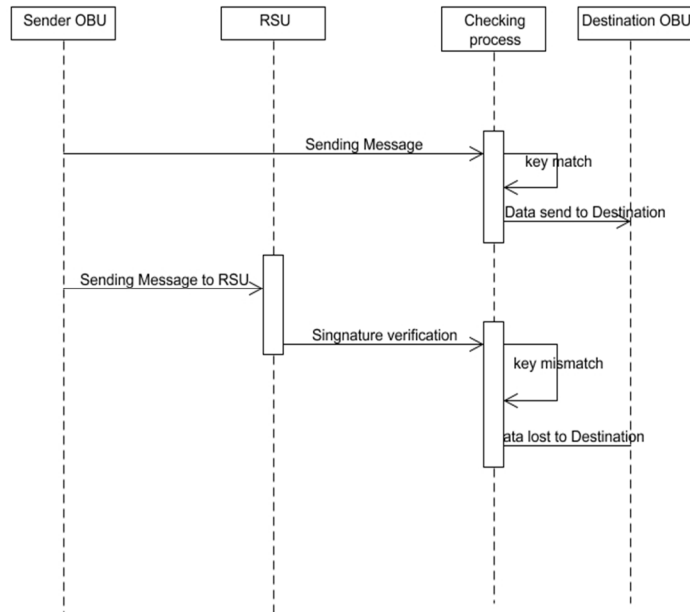 Sender OBU
RSU
Checking
process
Destination OBU
Sending Message
key match
Data send to Destination
Sending Message to RSU
Singnature verification
key mismatch
ata lost to Destination